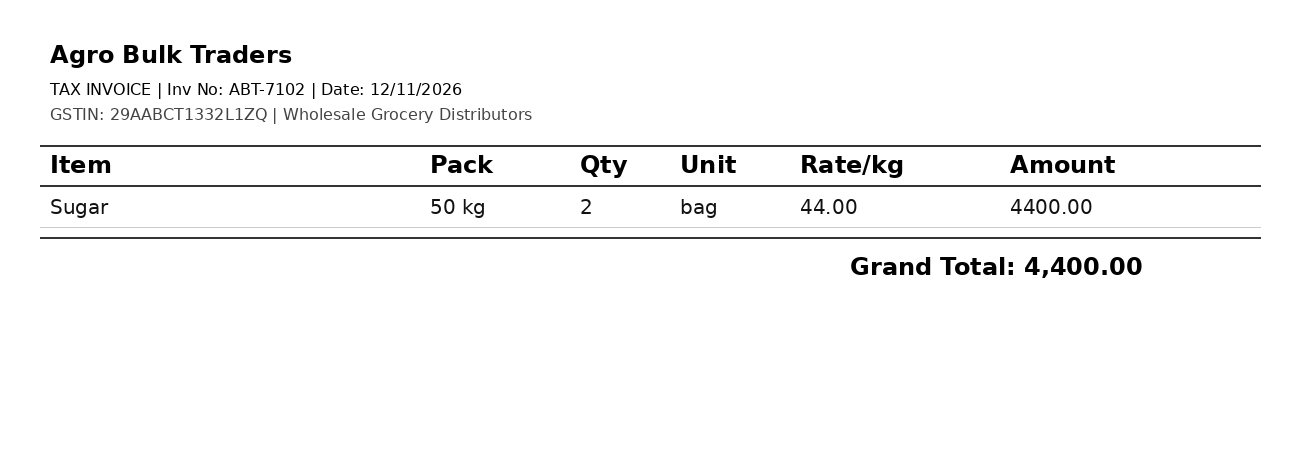 Agro Bulk Traders
TAX INVOICE | Inv No: ABT-7102 | Date: 12/11/2026
GSTIN: 29AABCT1332L1ZQ | Wholesale Grocery Distributors
Item Pack Qty Unit Rate/kg Amount
Sugar 50 kg 2 bag 44.00 4400.00
Grand Total: 4,400.00